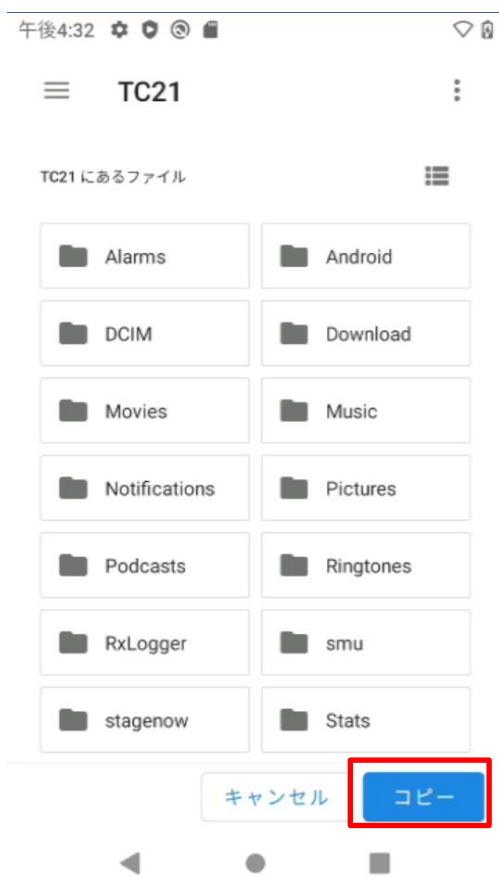 午後4:32
TC21
TC21 にあるファイル
Alarms
Android
DCIM
Download
Movies
Music
Notifications
Pictures
Podcasts
Ringtones
RxLogger
smu
stagenow
Stats
キャンセル
コピー